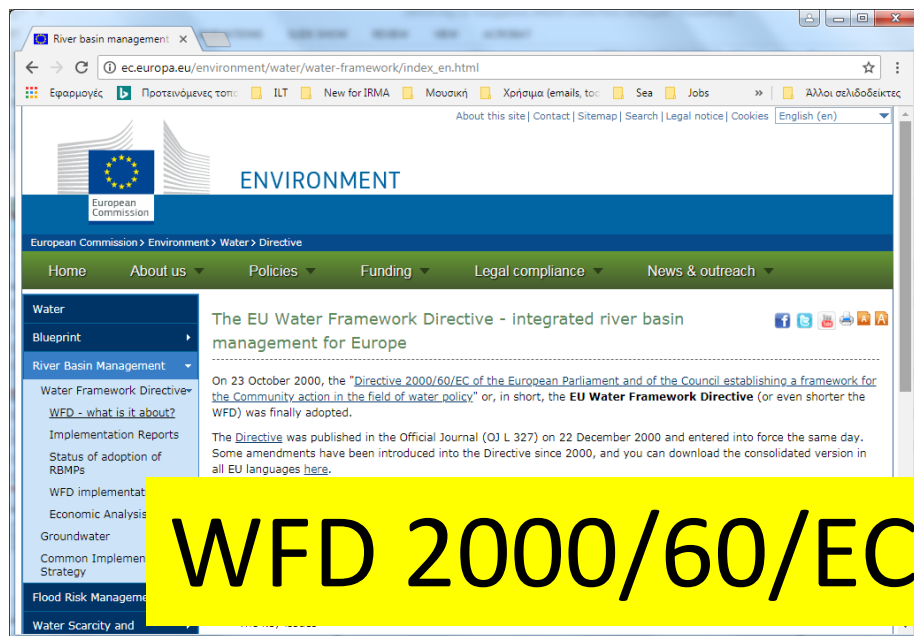 River basin management
ec.europa.eu/environment/water/water-framework/index_en.html
Εφαρμογές Προτεινόμενες τοπο ILT New for IRMA Μουσική Χρήσιμα (emails, το Sea Jobs » Άλλοι σελιδοδείκτες
About this site | Contact | Sitemap | Search | Legal notice | Cookies English (en)
ENVIRONMENT
European
Commission
European Commission > Environment > Water > Directive
Home About us Policies Funding Legal compliance News & outreach
Water
Blueprint
River Basin Management
Water Framework Directive
WFD - what is it about?
Implementation Reports
Status of adoption of
RBMPs
WFD implementat
Economic Analysis
Groundwater
Common Implemen
Strategy
Flood Risk Manageme
Water Scarcity and
The EU Water Framework Directive - integrated river basin
management for Europe
On 23 October 2000, the "Directive 2000/60/EC of the European Parliament and of the Council establishing a framework for
the Community action in the field of water policy" or, in short, the EU Water Framework Directive (or even shorter the
WFD) was finally adopted.
The Directive was published in the Official Journal (OJ L 327) on 22 December 2000 and entered into force the same day.
Some amendments have been introduced into the Directive since 2000, and you can download the consolidated version in
all EU languages here.
WFD 2000/60/EC